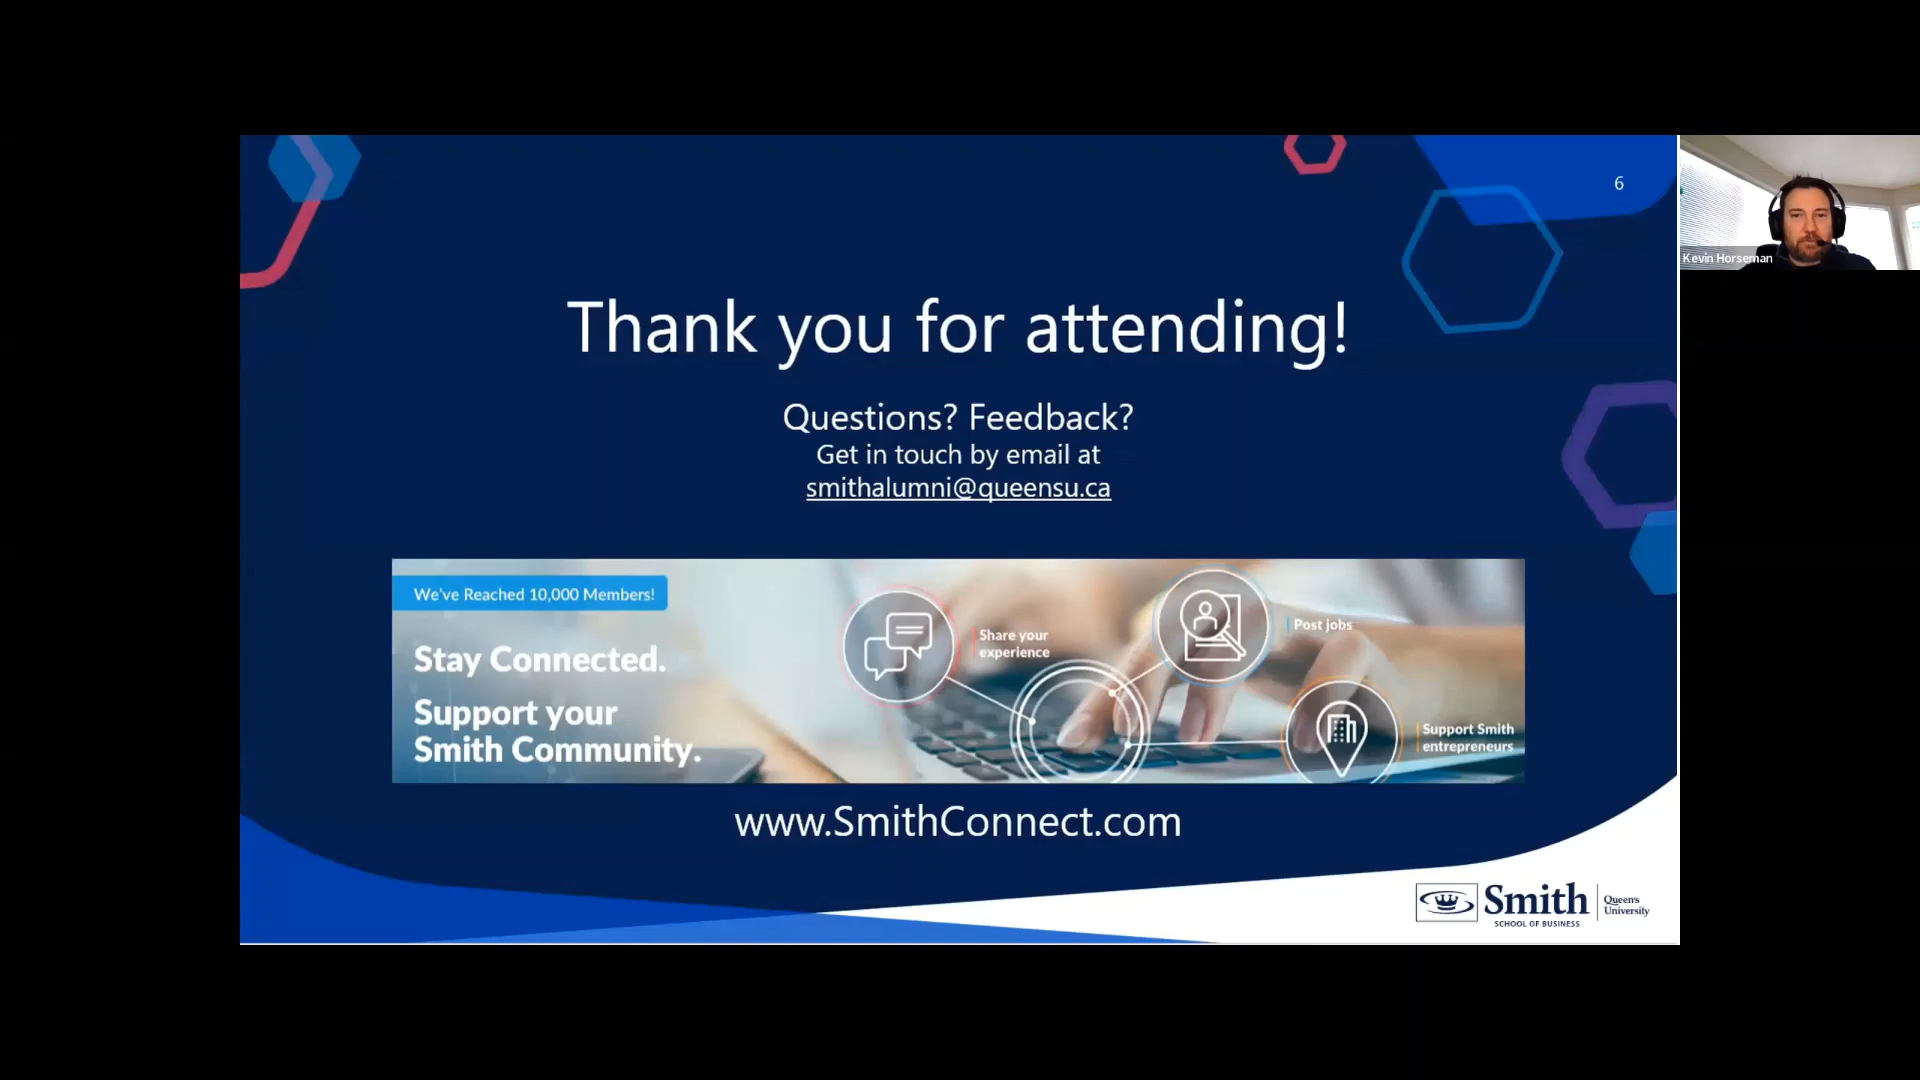 6
Kevin Horseman
Thank you for attending!
Questions? Feedback?
Get in touch by email at
smithalumni@queensu.ca
We've Reached 10,000 Members!
Stay Connected.
Support your
Smith Community.
Share your
experience
Post jobs
Support Smith
entrepreneurs
www.SmithConnect.com
Smith
SCHOOL OF BUSINESS
Queen's
University